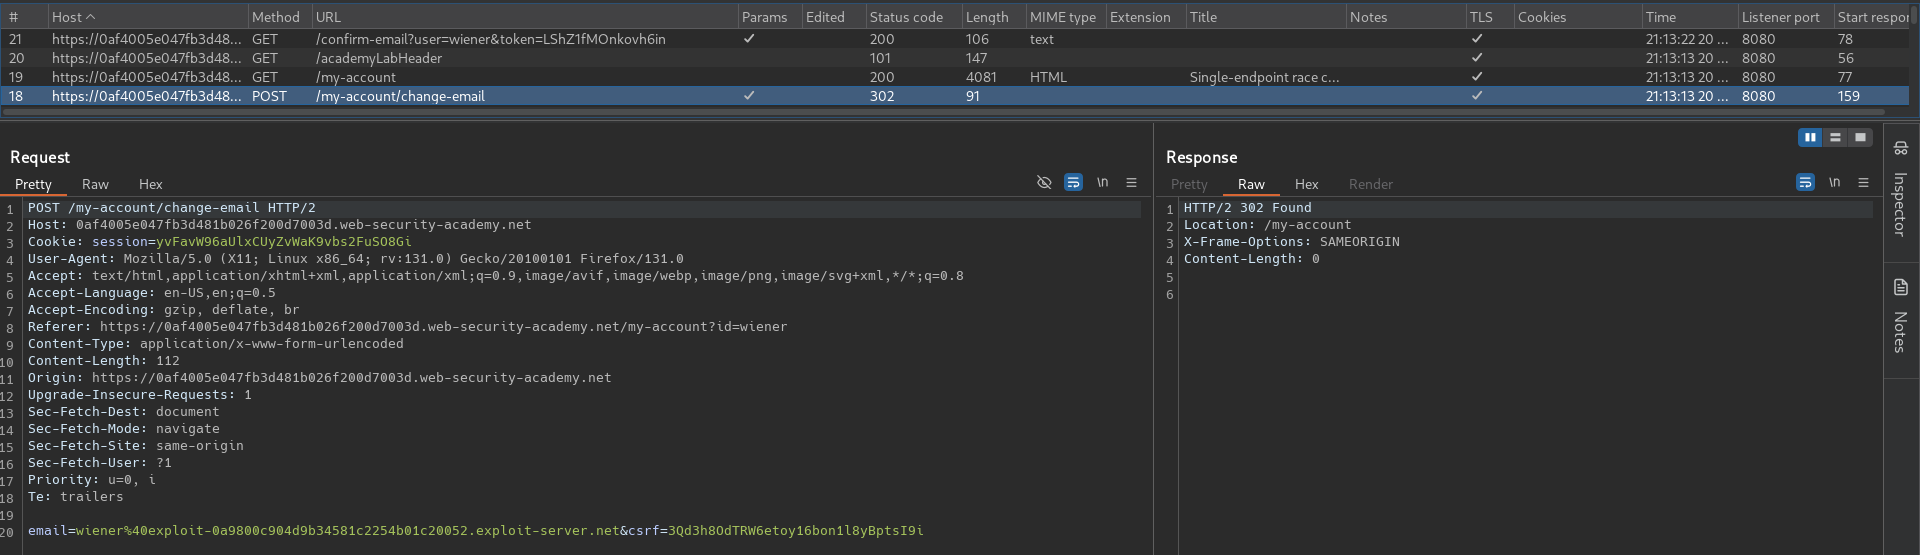 # Host Method URL Params Edited Status code Length MIME type Extension Title Notes TLS Cookies Time Listener port Start respor
21 https://0af4005e047fb3d48... GET /confirm-email?user=wiener&token=LShZ1fMOnkovh6in ✓ 200 106 text ✓ 21:13:22 20 ... 8080 78
20 https://0af4005e047fb3d48... GET /academyLabHeader 101 147 ✓ 21:13:13 20 ... 8080 56
19 https://0af4005e047fb3d48... GET /my-account 200 4081 HTML Single-endpoint race c... ✓ 21:13:13 20 ... 8080 77
18 https://0af4005e047fb3d48... POST /my-account/change-email ✓ 302 91 ✓ 21:13:13 20 ... 8080 159
Request
Pretty Raw Hex
\n
1 POST /my-account/change-email HTTP/2
2 Host: 0af4005e047fb3d481b026f200d7003d.web-security-academy.net
3 Cookie: session=yvFavW96aUlxCUyZvWaK9vbs2FuSO8Gi
4 User-Agent: Mozilla/5.0 (X11; Linux x86_64; rv:131.0) Gecko/20100101 Firefox/131.0
5 Accept: text/html,application/xhtml+xml,application/xml;q=0.9,image/avif,image/webp,image/png,image/svg+xml,*/*;q=0.8
6 Accept-Language: en-US,en;q=0.5
7 Accept-Encoding: gzip, deflate, br
8 Referer: https://0af4005e047fb3d481b026f200d7003d.web-security-academy.net/my-account?id=wiener
9 Content-Type: application/x-www-form-urlencoded
10 Content-Length: 112
11 Origin: https://0af4005e047fb3d481b026f200d7003d.web-security-academy.net
12 Upgrade-Insecure-Requests: 1
13 Sec-Fetch-Dest: document
14 Sec-Fetch-Mode: navigate
15 Sec-Fetch-Site: same-origin
16 Sec-Fetch-User: ?1
17 Priority: u=0, i
18 Te: trailers
19
20 email=wiener%40exploit-0a9800c904d9b34581c2254b01c20052.exploit-server.net&csrf=3Qd3h8OdTRW6etoy16bon1l8yBptsI9i
Response
Pretty Raw Hex Render
\n
1 HTTP/2 302 Found
2 Location: /my-account
3 X-Frame-Options: SAMEORIGIN
4 Content-Length: 0
5
6
Inspector
Notes